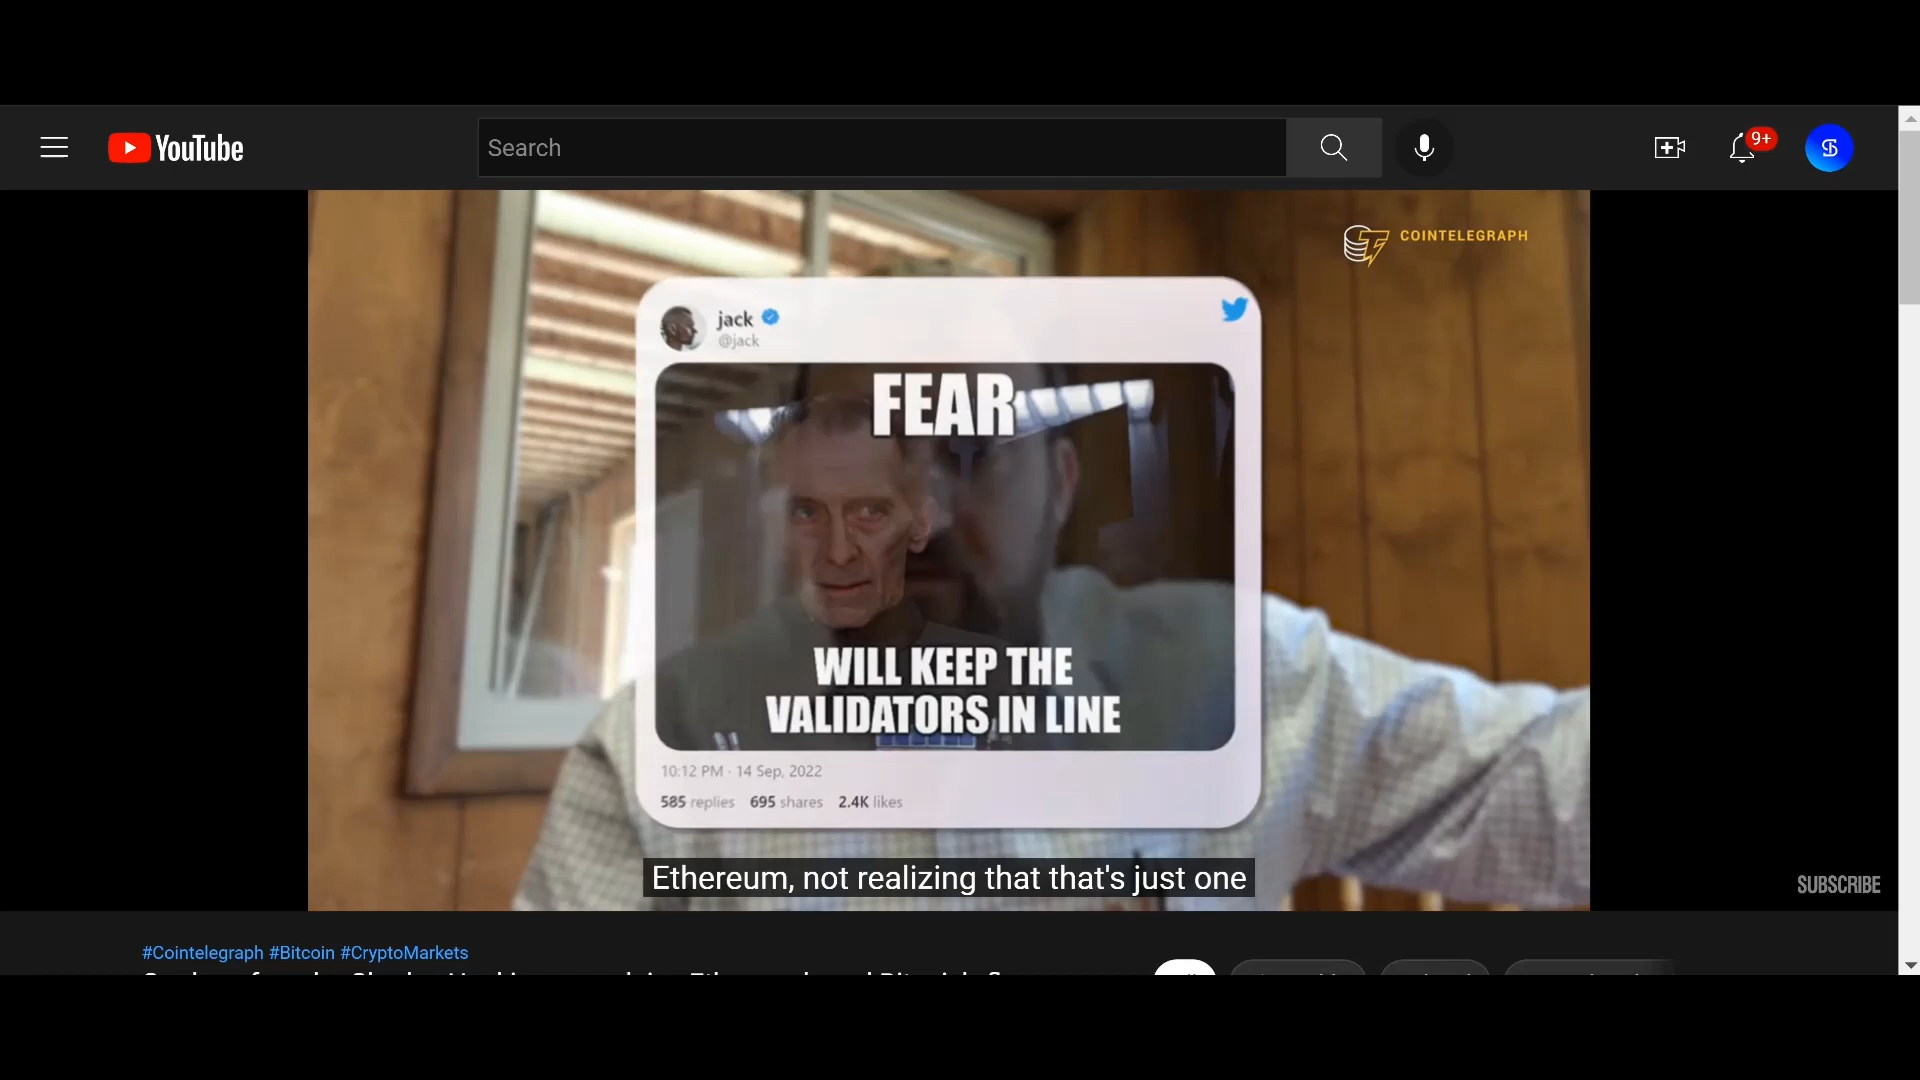 YouTube
Search
9+
COINTELEGRAPH
jack
@jack
FEAR
WILL KEEP THE
VALIDATORS IN LINE
10:12 PM · 14 Sep, 2022
585 replies 695 shares 2.4K likes
Ethereum, not realizing that that's just one
SUBSCRIBE
#Cointelegraph #Bitcoin #CryptoMarkets